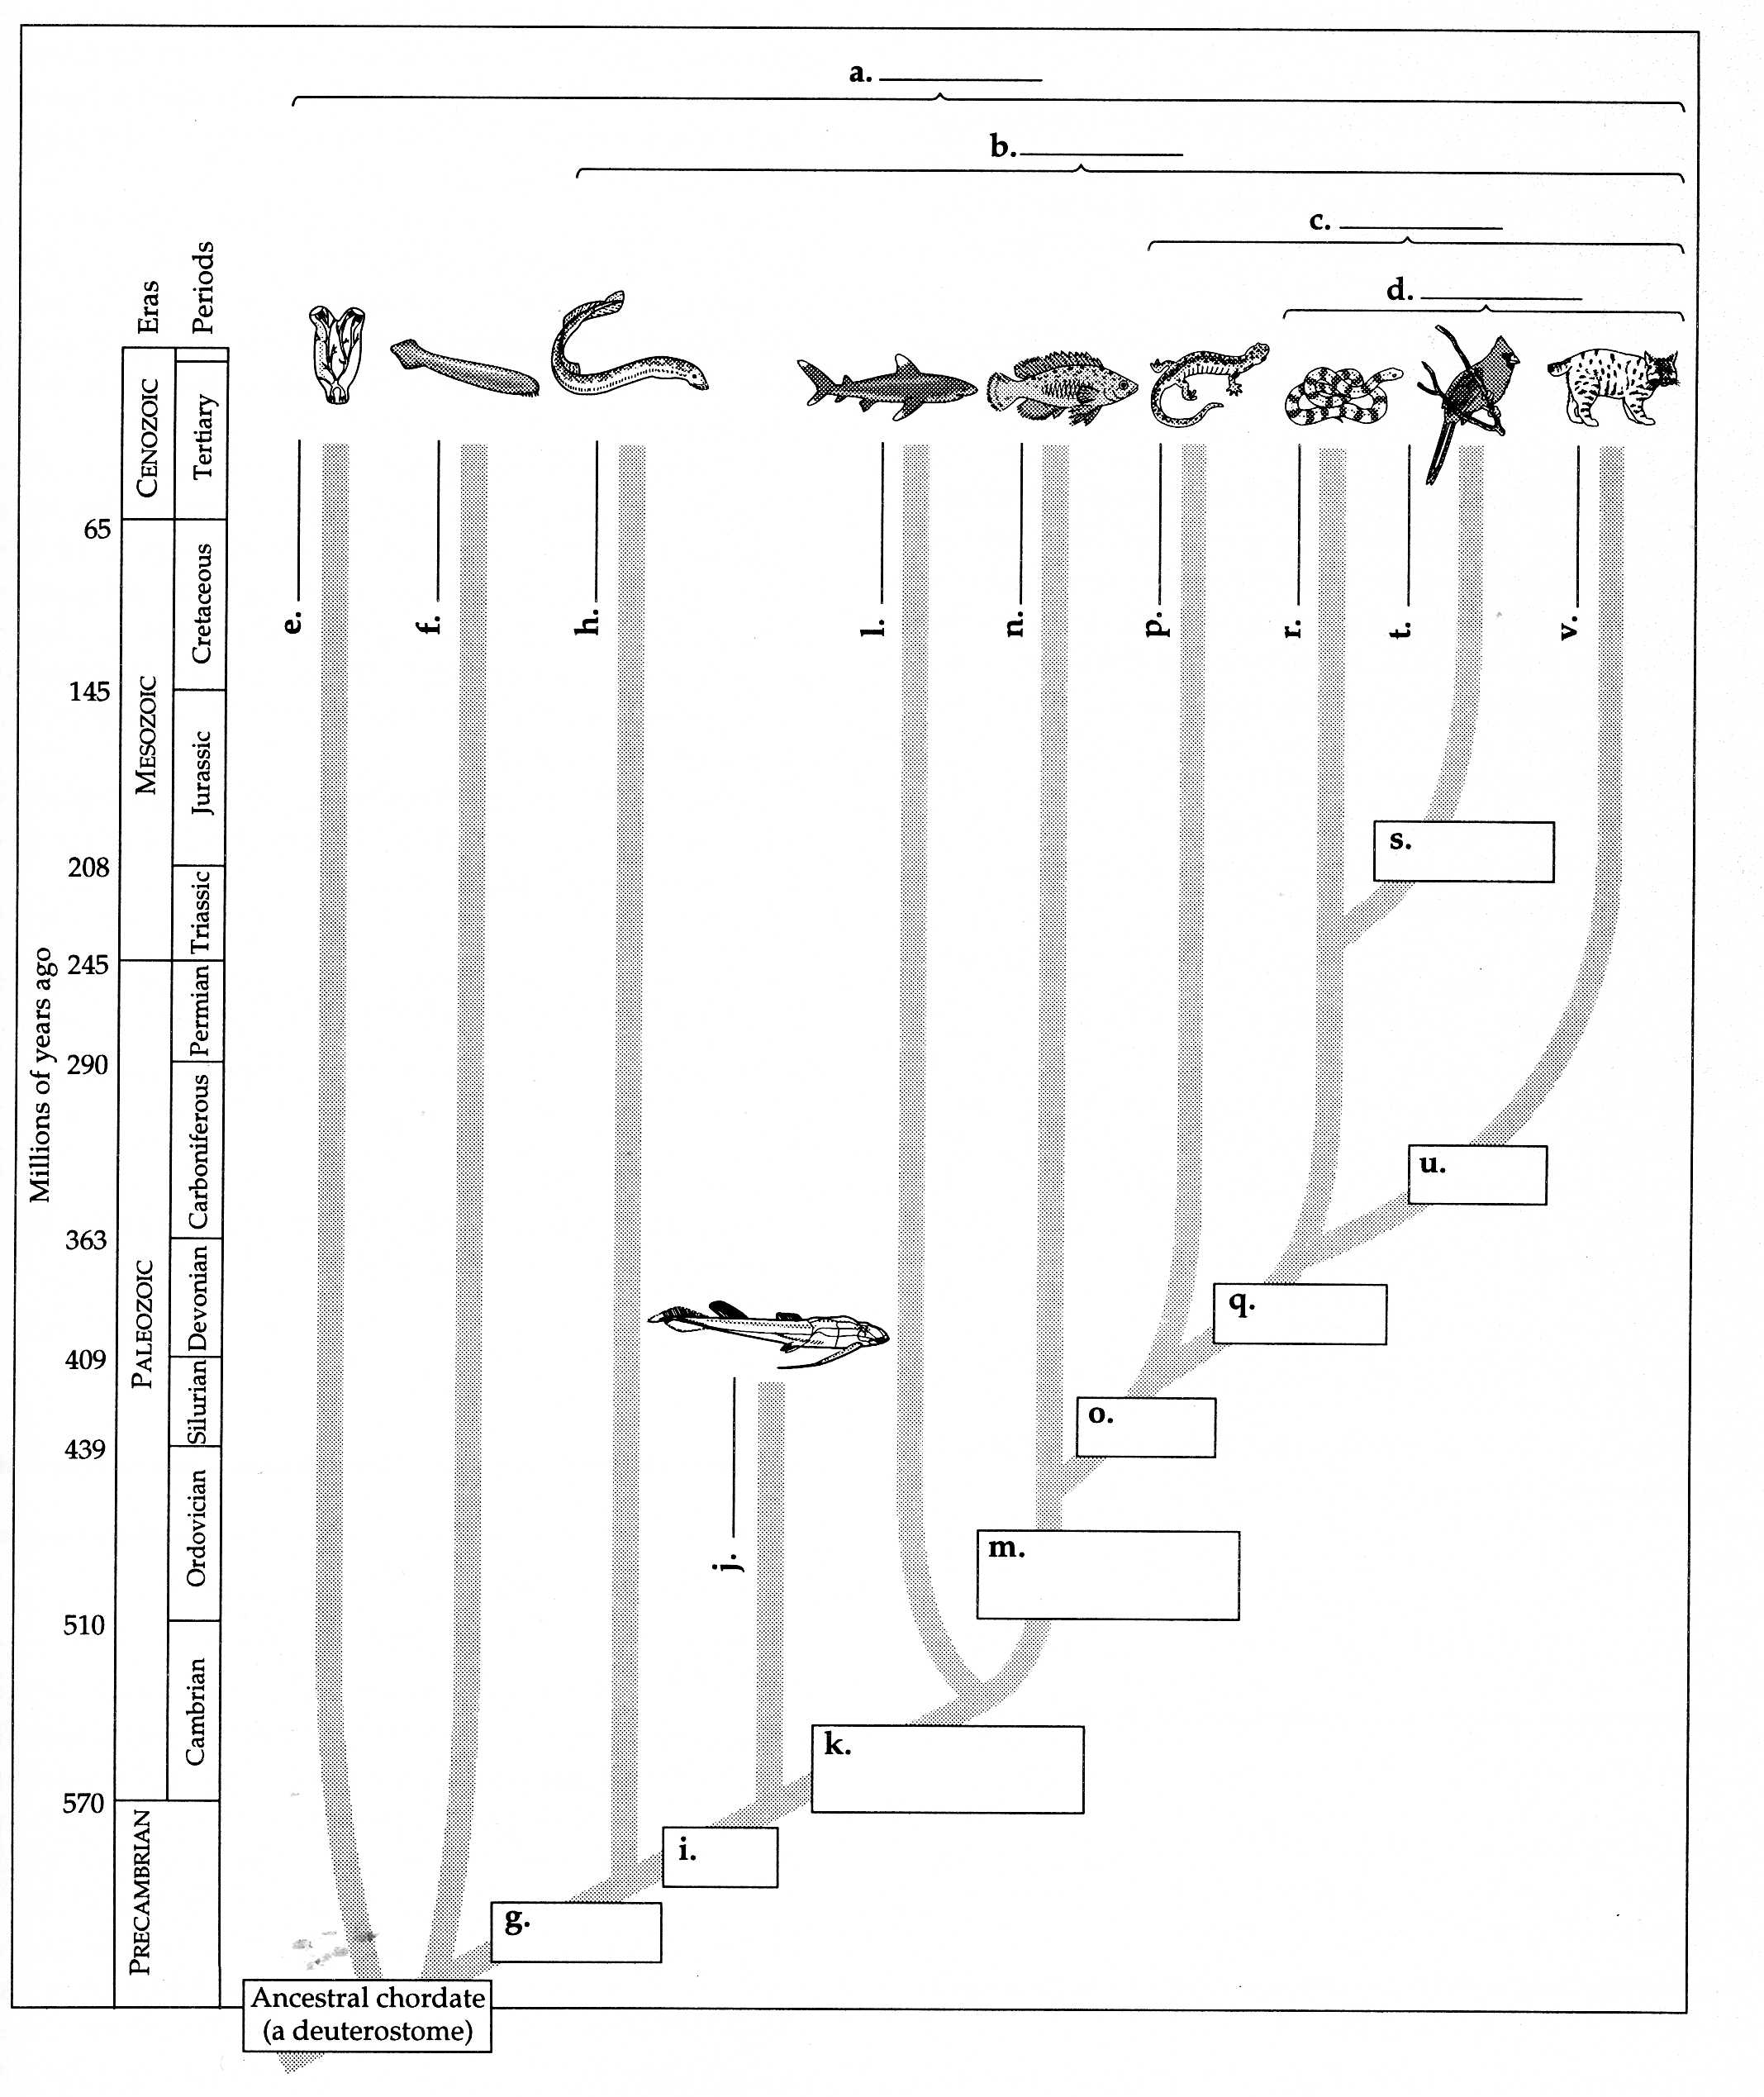 a.
b.
c.
d.
Eras
Periods
CENOZOIC
Tertiary
65
e.
f.
h.
l.
n.
p.
r.
t.
v.
Cretaceous
145
MESOZOIC
Jurassic
s.
208
Triassic
245
Millions of years ago
Permian
290
Carboniferous
u.
363
PALEOZOIC
Devonian
q.
409
Silurian
o.
439
Ordovician
j.
m.
510
Cambrian
k.
570
PRECAMBRIAN
i.
g.
Ancestral chordate
(a deuterostome)